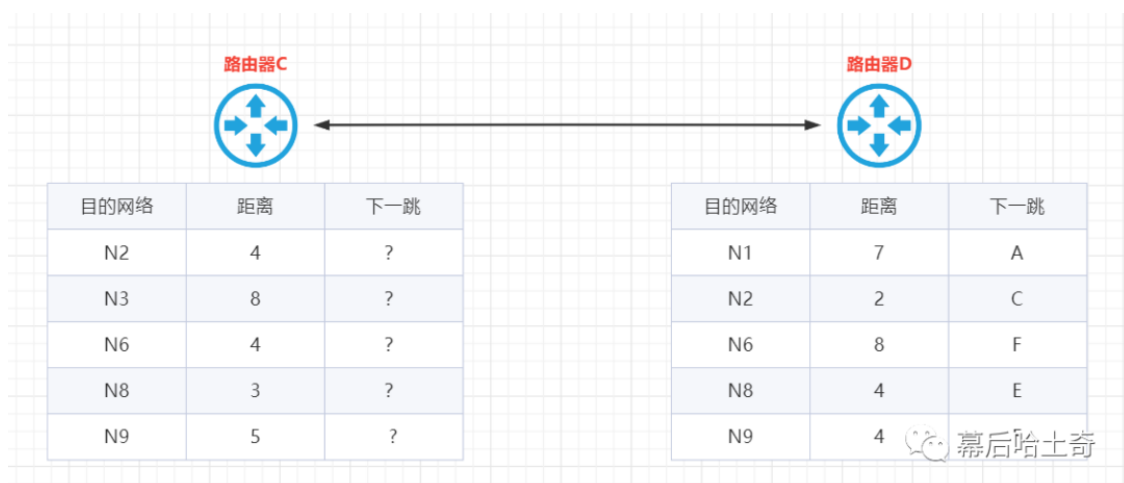 路由器C 路由器D
目的网络 距离 下一跳 目的网络 距离 下一跳
N2 4 ? N1 7 A
N3 8 ? N2 2 C
N6 4 ? N6 8 F
N8 3 ? N8 4 E
N9 5 ? N9 4
幕后哈土奇